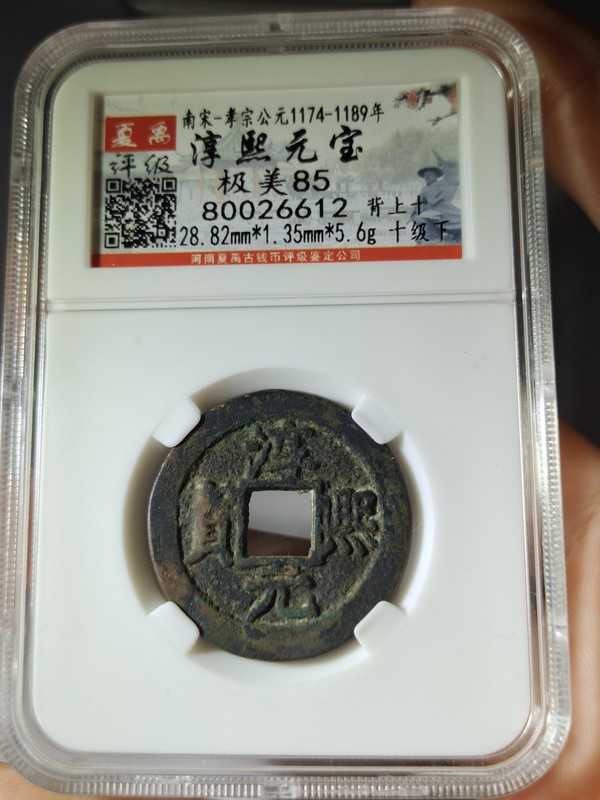 南宋-孝宗公元1174-1189年
夏禹
评级
淳熙元宝
极美85
80026612 背上十
28.82mm*1.35mm*5.6g 十级下
河南夏禹古钱币评级鉴定公司
淳熙元寶